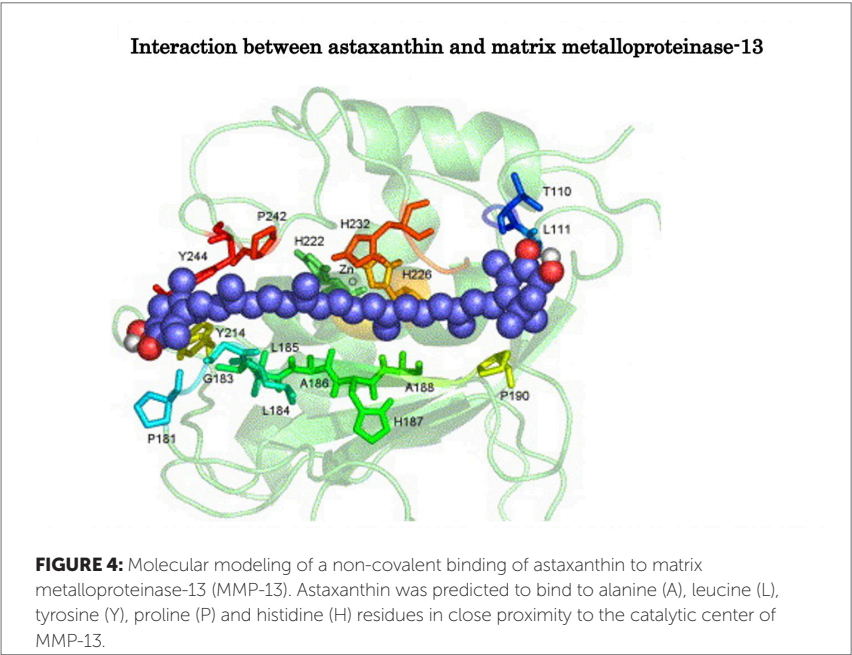 Interaction between astaxanthin and matrix metalloproteinase-13
T110
P242
H232
L111
H222
Y244
Zn
H226
Y214
L185
G183
A186
A188
P190
L184
H187
P181
FIGURE 4: Molecular modeling of a non-covalent binding of astaxanthin to matrix
metalloproteinase-13 (MMP-13). Astaxanthin was predicted to bind to alanine (A), leucine (L),
tyrosine (Y), proline (P) and histidine (H) residues in close proximity to the catalytic center of
MMP-13.